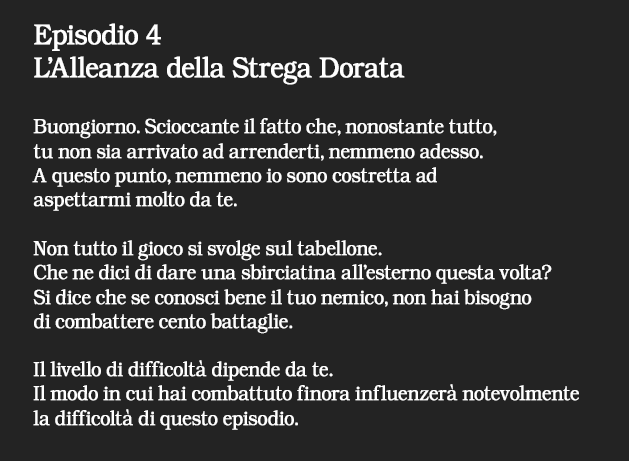 Episodio 4
L’Alleanza della Strega Dorata
Buongiorno. Scioccante il fatto che, nonostante tutto,
tu non sia arrivato ad arrenderti, nemmeno adesso.
A questo punto, nemmeno io sono costretta ad
aspettarmi molto da te.
Non tutto il gioco si svolge sul tabellone.
Che ne dici di dare una sbirciatina all’esterno questa volta?
Si dice che se conosci bene il tuo nemico, non hai bisogno
di combattere cento battaglie.
Il livello di difficoltà dipende da te.
Il modo in cui hai combattuto finora influenzerà notevolmente
la difficoltà di questo episodio.